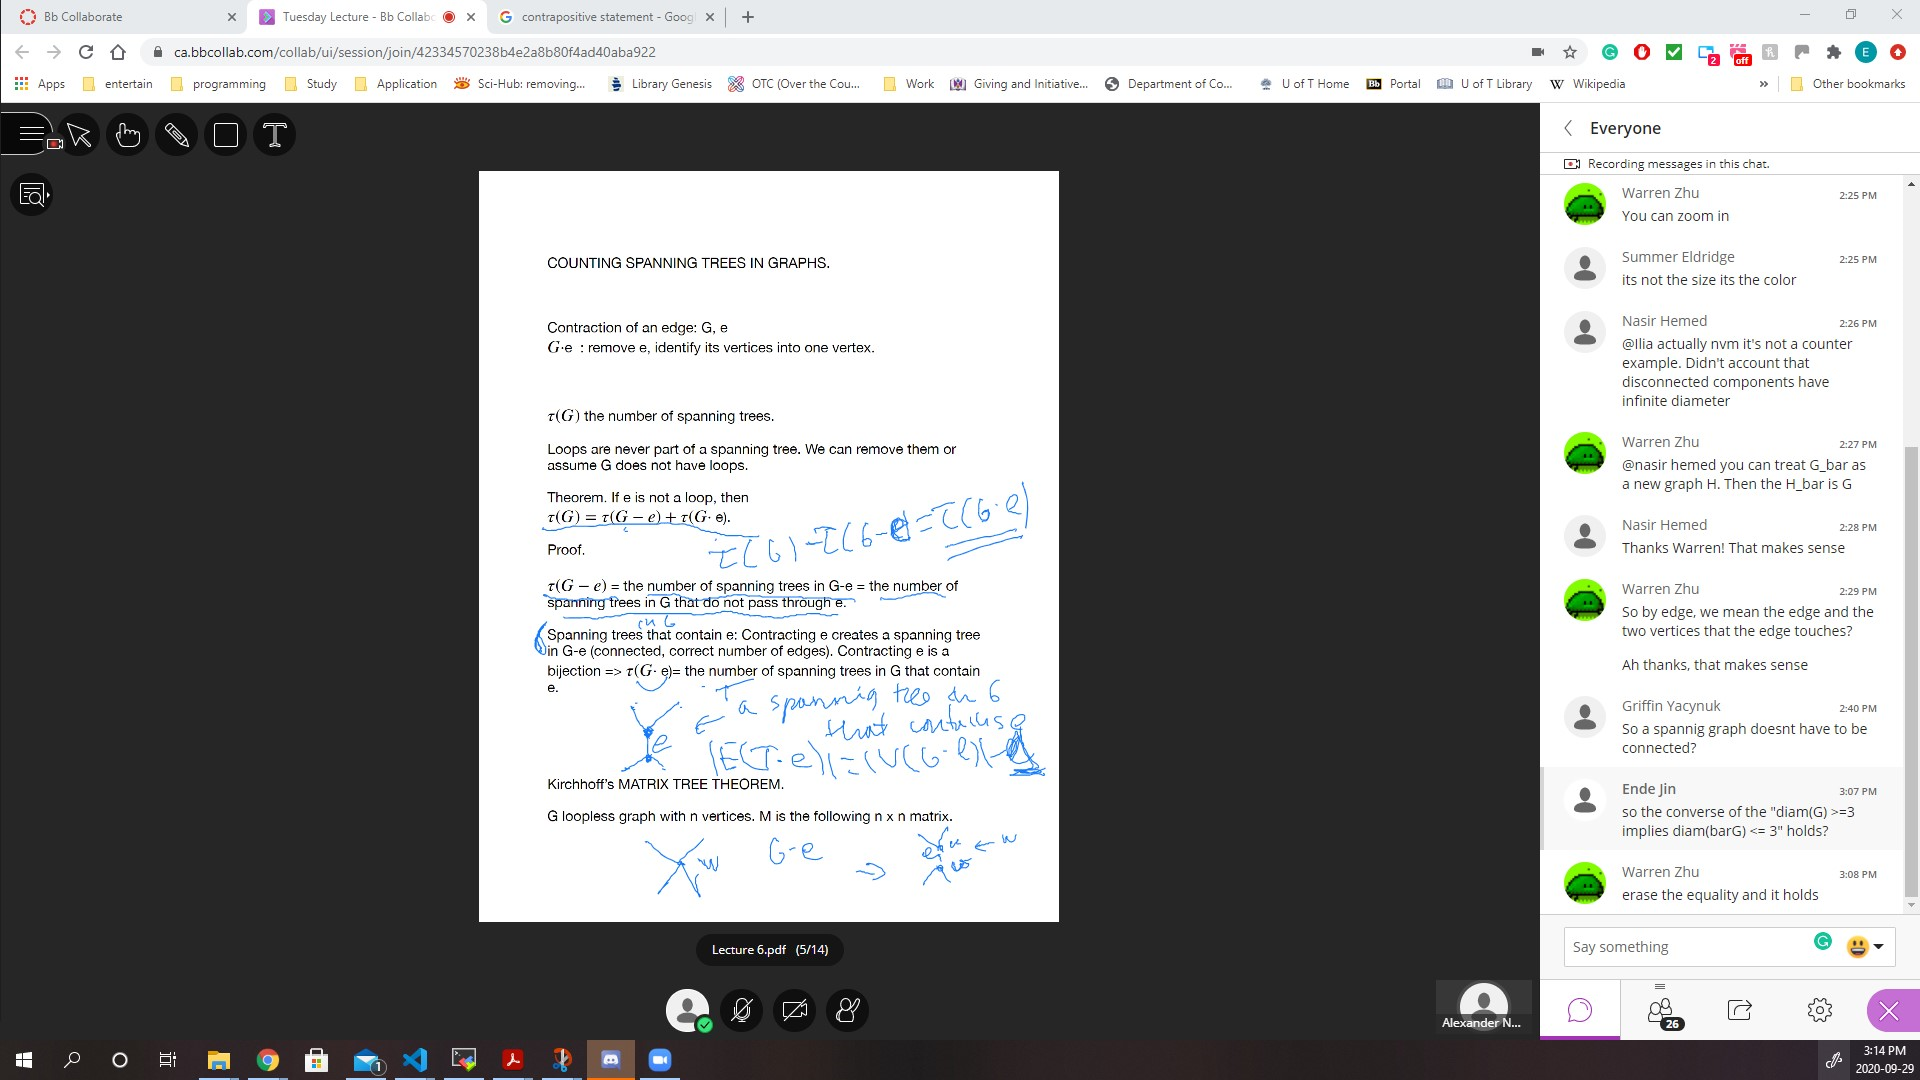 Bb Collaborate
Tuesday Lecture - Bb Collabo
contrapositive statement - Goog
ca.bbcollab.com/collab/ui/session/join/42334570238b4e2a8b80f4ad40aba922
2
off
E
Apps
entertain
programming
Study
Application
Sci-Hub: removing...
Library Genesis
OTC (Over the Cou...
Work
Giving and Initiative...
Department of Co...
U of T Home
Bb Portal
U of T Library
W Wikipedia
»
Other bookmarks
COUNTING SPANNING TREES IN GRAPHS.
Contraction of an edge: G, e
G·e : remove e, identify its vertices into one vertex.
τ(G) the number of spanning trees.
Loops are never part of a spanning tree. We can remove them or
assume G does not have loops.
Theorem. If e is not a loop, then
τ(G) = τ(G − e) + τ(G· e).
τ(G) - τ(G-e) = τ(G·e)
Proof.
τ(G − e) = the number of spanning trees in G-e = the number of
spanning trees in G that do not pass through e.
in G
Spanning trees that contain e: Contracting e creates a spanning tree
in G-e (connected, correct number of edges). Contracting e is a
bijection => τ(G· e)= the number of spanning trees in G that contain
e.
T
a spanning tree in G
that contains e
e
|E(T·e)|=|V(G·e)|-1
Kirchhoff's MATRIX TREE THEOREM.
G loopless graph with n vertices. M is the following n x n matrix.
w
G-e
e
Lecture 6.pdf (5/14)
Alexander N...
Everyone
Recording messages in this chat.
Warren Zhu
2:25 PM
You can zoom in
Summer Eldridge
2:25 PM
its not the size its the color
Nasir Hemed
2:26 PM
@Ilia actually nvm it's not a counter
example. Didn't account that
disconnected components have
infinite diameter
Warren Zhu
2:27 PM
@nasir hemed you can treat G_bar as
a new graph H. Then the H_bar is G
Nasir Hemed
2:28 PM
Thanks Warren! That makes sense
Warren Zhu
2:29 PM
So by edge, we mean the edge and the
two vertices that the edge touches?
Ah thanks, that makes sense
Griffin Yacynuk
2:40 PM
So a spannig graph doesnt have to be
connected?
Ende Jin
3:07 PM
so the converse of the "diam(G) >=3
implies diam(barG) <= 3" holds?
Warren Zhu
3:08 PM
erase the equality and it holds
Say something
26
1
3:14 PM
2020-09-29